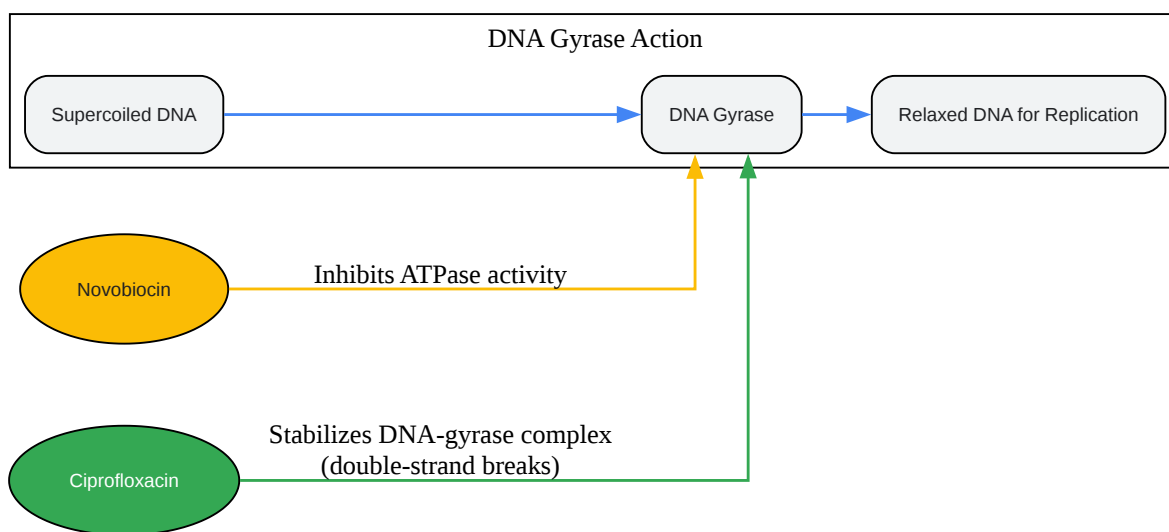 DNA Gyrase Action
Supercoiled DNA
DNA Gyrase
Relaxed DNA for Replication
Novobiocin
Inhibits ATPase activity
Stabilizes DNA-gyrase complex
(double-strand breaks)
Ciprofloxacin